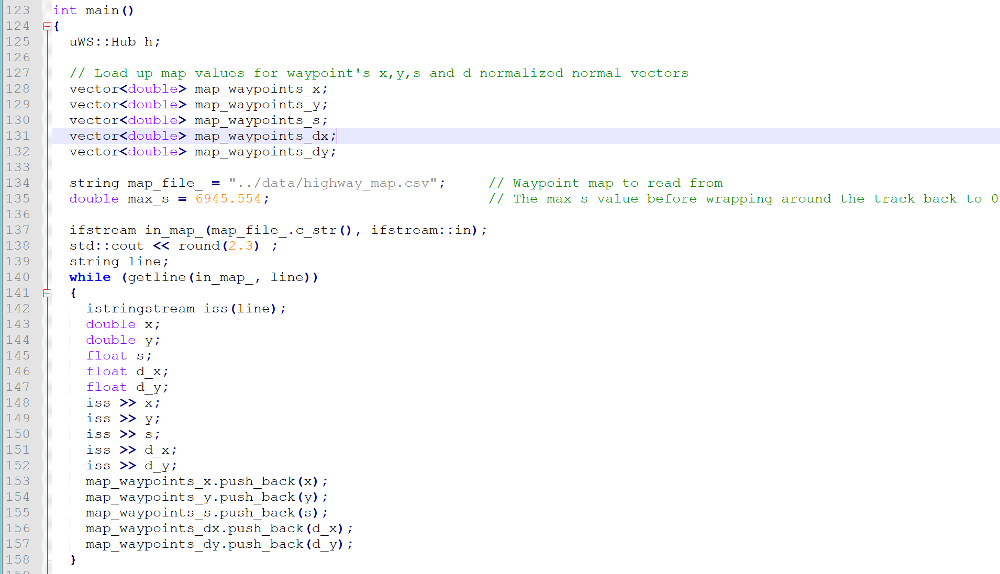 123 int main()
124 {
125 uWS::Hub h;
126
127 // Load up map values for waypoint's x,y,s and d normalized normal vectors
128 vector<double> map_waypoints_x;
129 vector<double> map_waypoints_y;
130 vector<double> map_waypoints_s;
131 vector<double> map_waypoints_dx;
132 vector<double> map_waypoints_dy;
133
134 string map_file_ = "../data/highway_map.csv"; // Waypoint map to read from
135 double max_s = 6945.554; // The max s value before wrapping around the track back to 0
136
137 ifstream in_map_(map_file_.c_str(), ifstream::in);
138 std::cout << round(2.3) ;
139 string line;
140 while (getline(in_map_, line))
141 {
142 istringstream iss(line);
143 double x;
144 double y;
145 float s;
146 float d_x;
147 float d_y;
148 iss >> x;
149 iss >> y;
150 iss >> s;
151 iss >> d_x;
152 iss >> d_y;
153 map_waypoints_x.push_back(x);
154 map_waypoints_y.push_back(y);
155 map_waypoints_s.push_back(s);
156 map_waypoints_dx.push_back(d_x);
157 map_waypoints_dy.push_back(d_y);
158 }